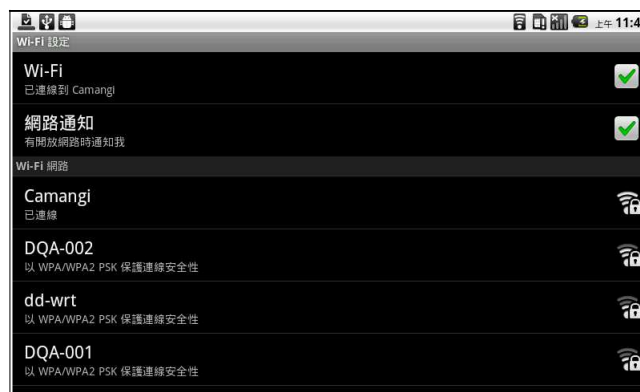 上午 11:4
Wi-Fi 設定
Wi-Fi
已連線到 Camangi
網路通知
有開放網路時通知我
Wi-Fi 網路
Camangi
已連線
DQA-002
以 WPA/WPA2 PSK 保護連線安全性
dd-wrt
以 WPA/WPA2 PSK 保護連線安全性
DQA-001
以 WPA/WPA2 PSK 保護連線安全性